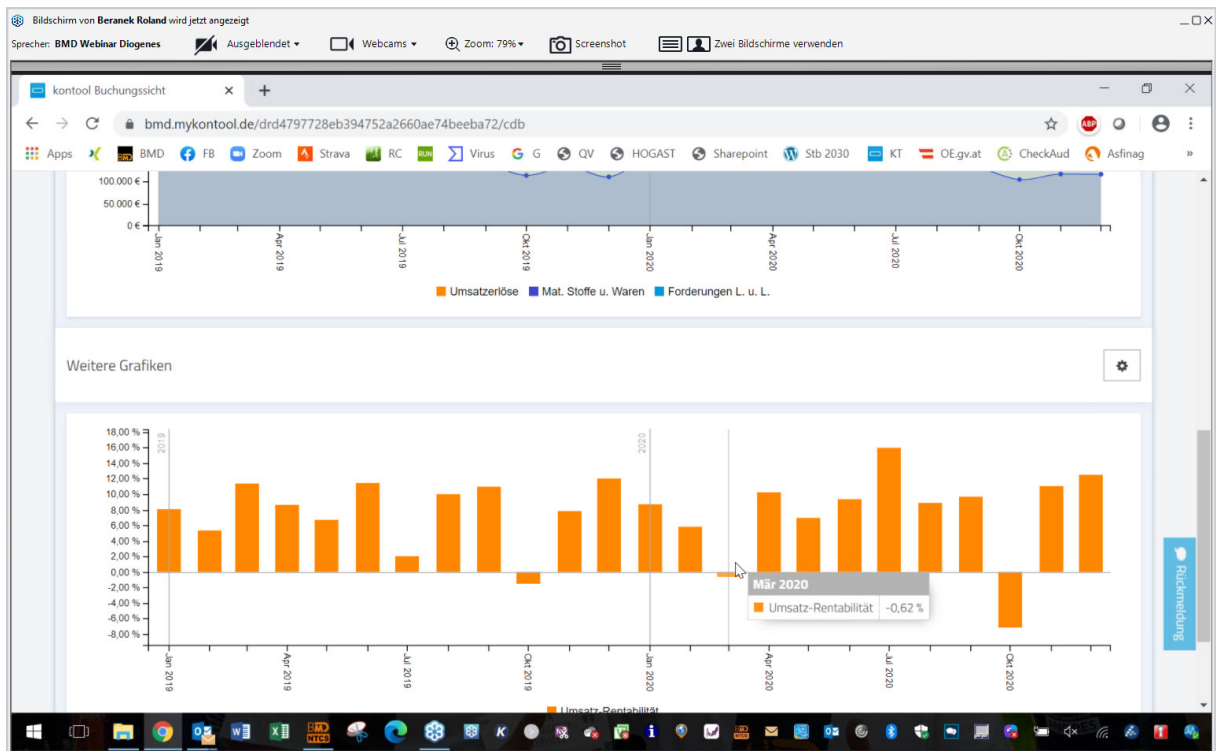 Bildschirm von Beranek Roland wird jetzt angezeigt
Sprecher: BMD Webinar Diogenes Ausgeblendet Webcams Zoom: 79% Screenshot Zwei Bildschirme verwenden
kontool Buchungssicht
bmd.mykontool.de/drd4797728eb394752a2660ae74beeba72/cdb
ABP
Apps BMD FB Zoom Strava RC RUN Virus G QV HOGAST Sharepoint Stb 2030 KT OE.gv.at CheckAud Asfinag »
100.000 €
50.000 €
0 €
Jan 2019 Apr 2019 Jul 2019 Okt 2019 Jan 2020 Apr 2020 Jul 2020 Okt 2020
Umsatzerlöse Mat. Stoffe u. Waren Forderungen L. u. L.
Weitere Grafiken
18,00 %
16,00 %
14,00 %
12,00 %
10,00 %
8,00 %
6,00 %
4,00 %
2,00 %
0,00 %
-2,00 %
-4,00 %
-6,00 %
-8,00 %
2019 2020
Mär 2020
Umsatz-Rentabilität -0,62 %
Rückmeldung
Jan 2019 Apr 2019 Jul 2019 Okt 2019 Jan 2020 Apr 2020 Jul 2020 Okt 2020
Umsatz-Rentabilität
BMD NTCS